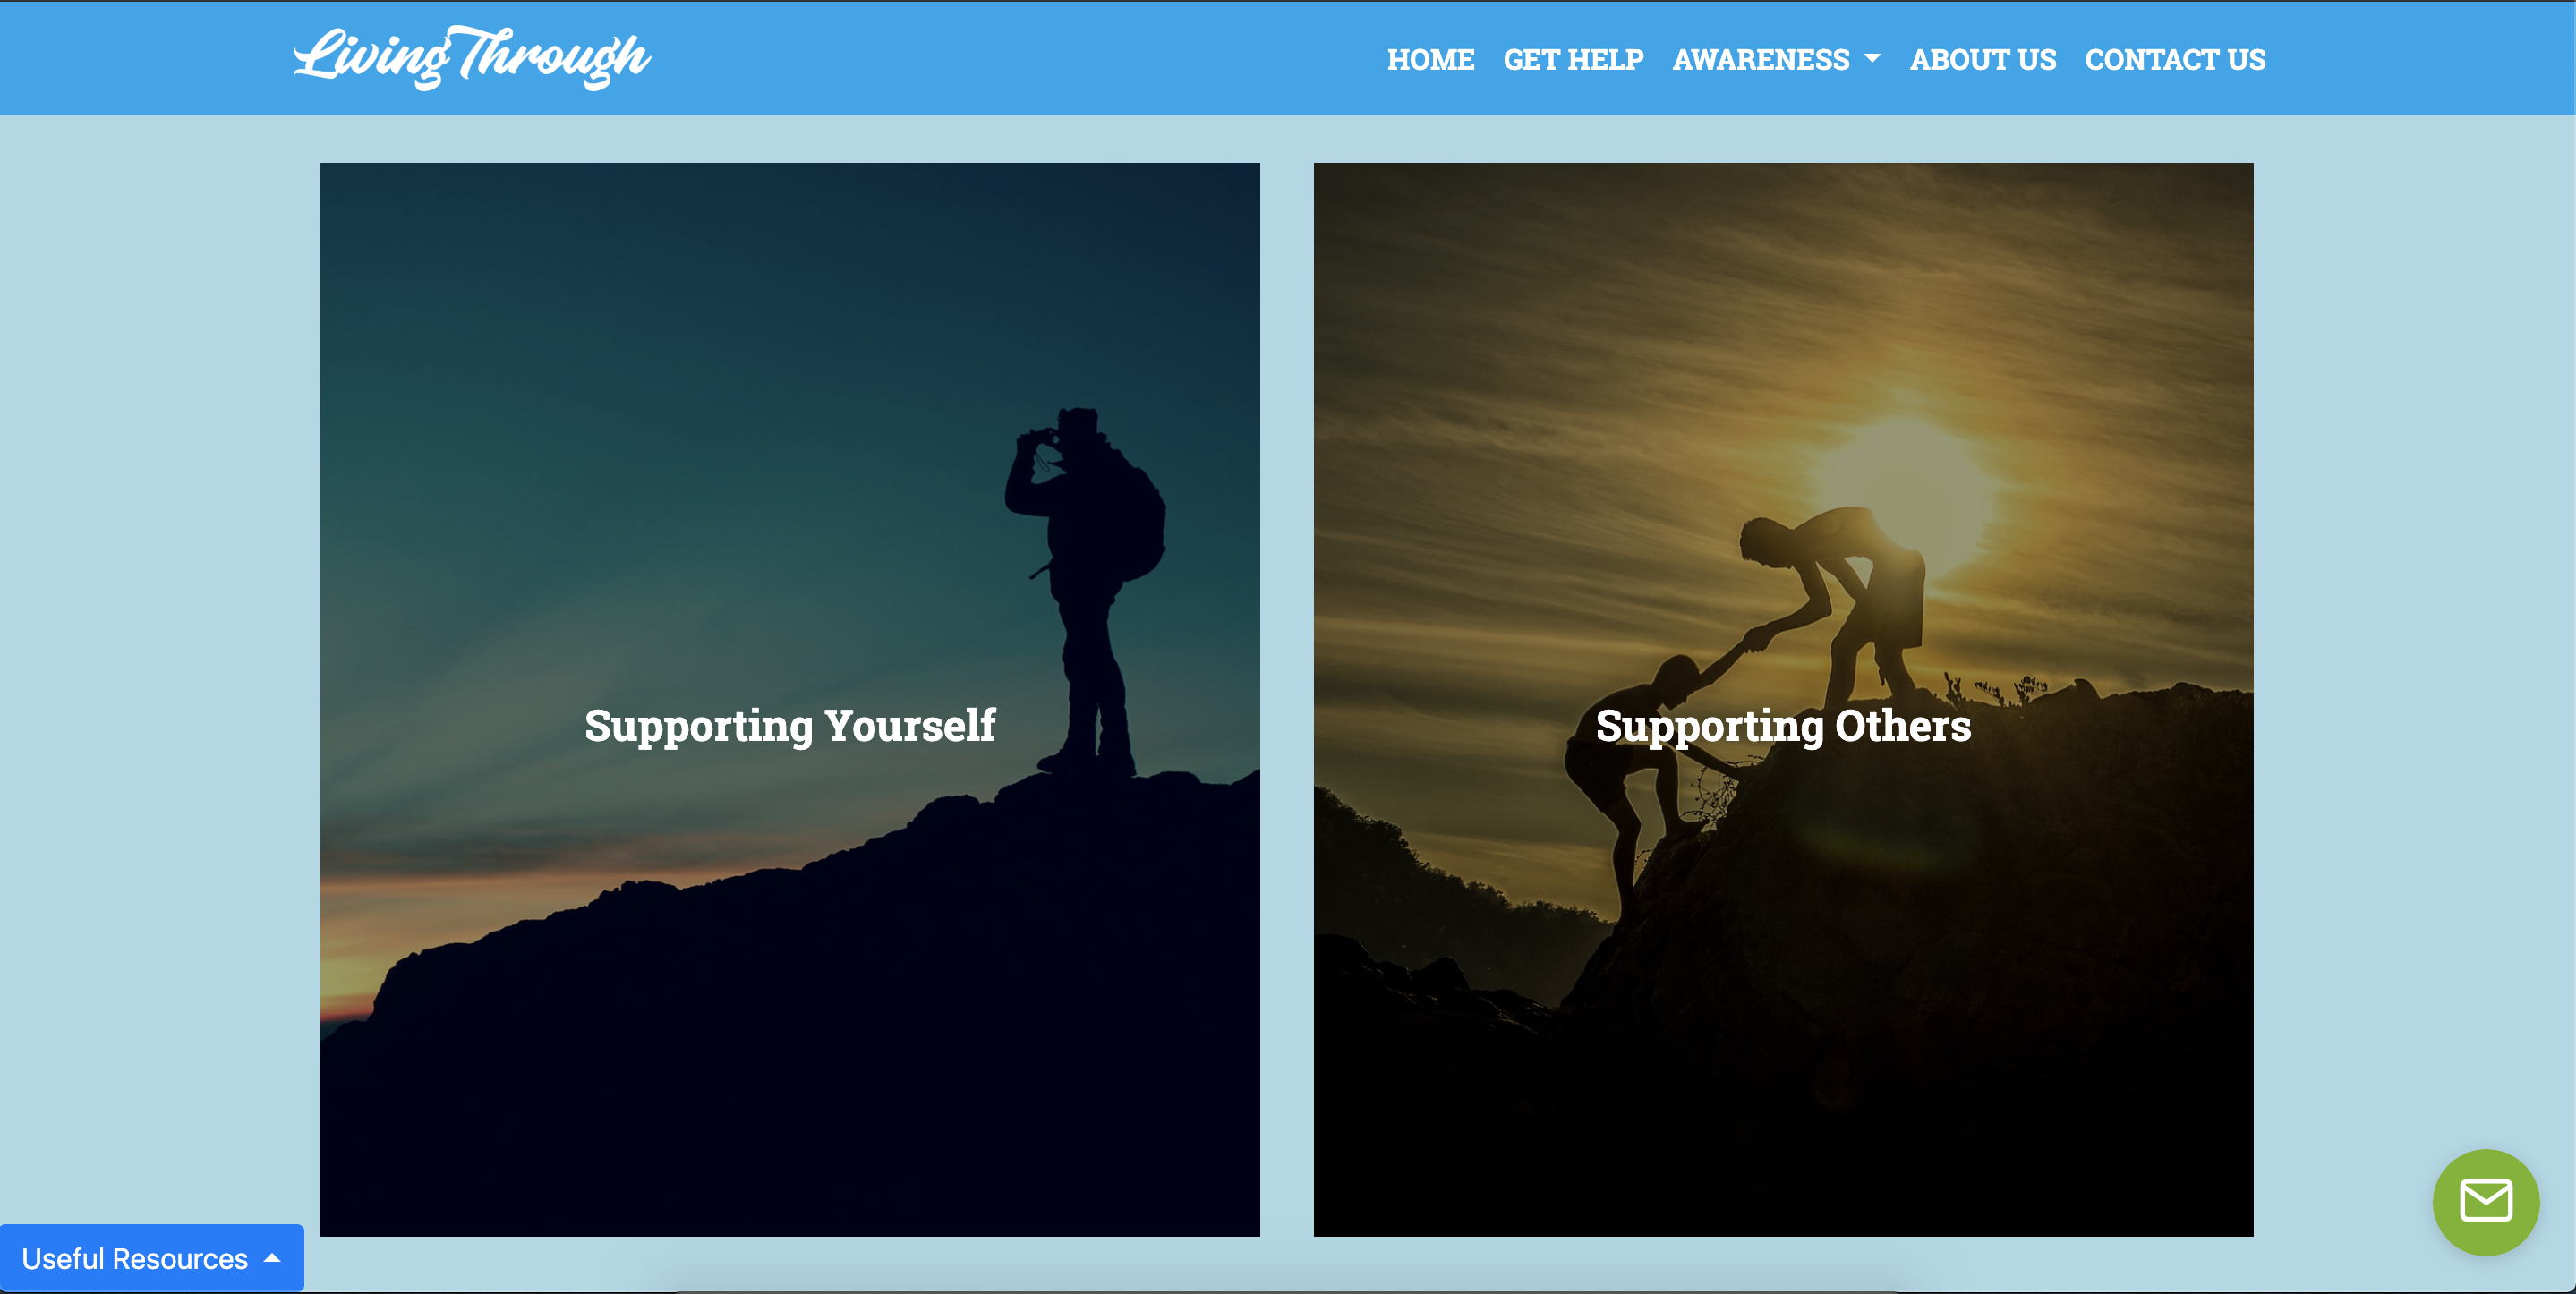 Living Through
HOME GET HELP AWARENESS ABOUT US CONTACT US
Supporting Yourself
Supporting Others
Useful Resources